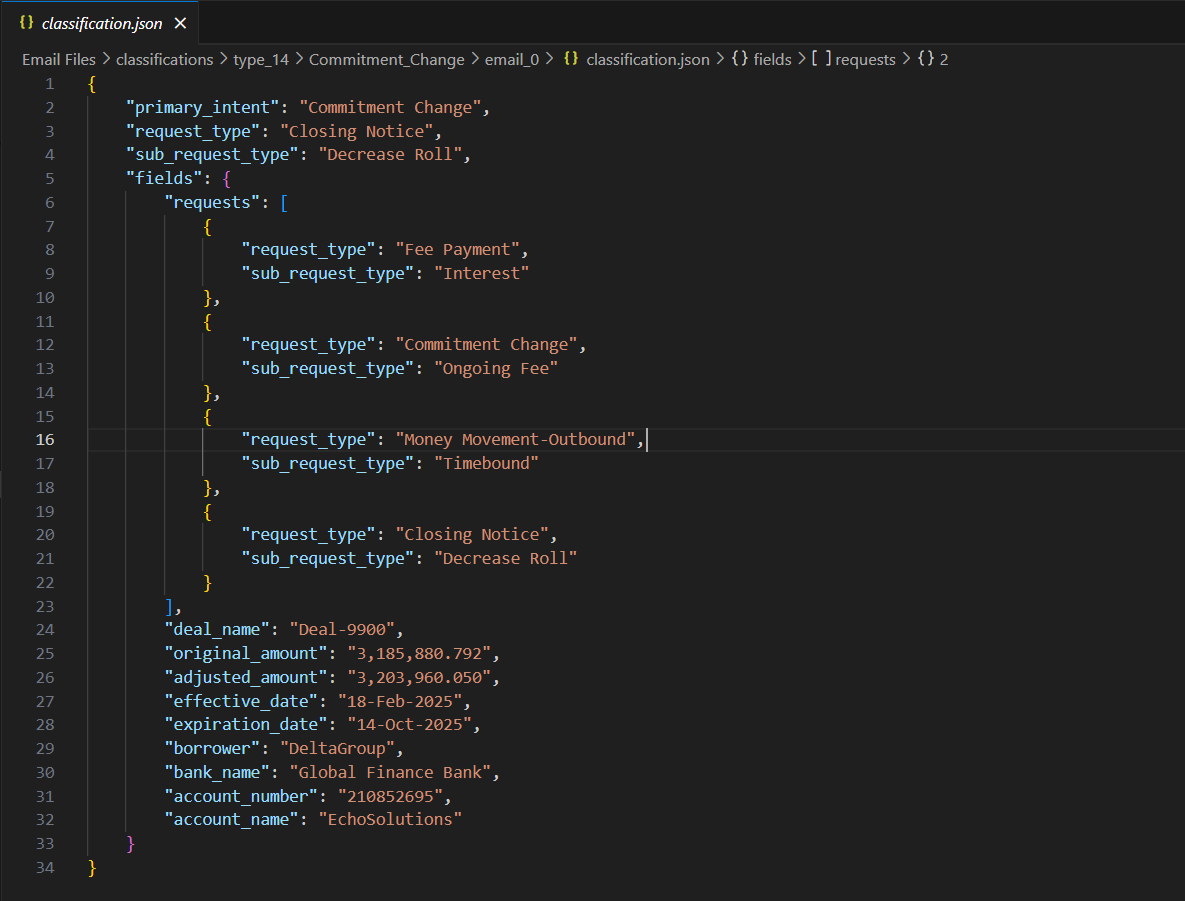 {} classification.json ×
Email Files > classifications > type_14 > Commitment_Change > email_0 > {} classification.json > {} fields > [ ] requests > {} 2
1 {
2     "primary_intent": "Commitment Change",
3     "request_type": "Closing Notice",
4     "sub_request_type": "Decrease Roll",
5     "fields": {
6         "requests": [
7             {
8                 "request_type": "Fee Payment",
9                 "sub_request_type": "Interest"
10             },
11             {
12                 "request_type": "Commitment Change",
13                 "sub_request_type": "Ongoing Fee"
14             },
15             {
16                 "request_type": "Money Movement-Outbound",
17                 "sub_request_type": "Timebound"
18             },
19             {
20                 "request_type": "Closing Notice",
21                 "sub_request_type": "Decrease Roll"
22             }
23         ],
24         "deal_name": "Deal-9900",
25         "original_amount": "3,185,880.792",
26         "adjusted_amount": "3,203,960.050",
27         "effective_date": "18-Feb-2025",
28         "expiration_date": "14-Oct-2025",
29         "borrower": "DeltaGroup",
30         "bank_name": "Global Finance Bank",
31         "account_number": "210852695",
32         "account_name": "EchoSolutions"
33     }
34 }